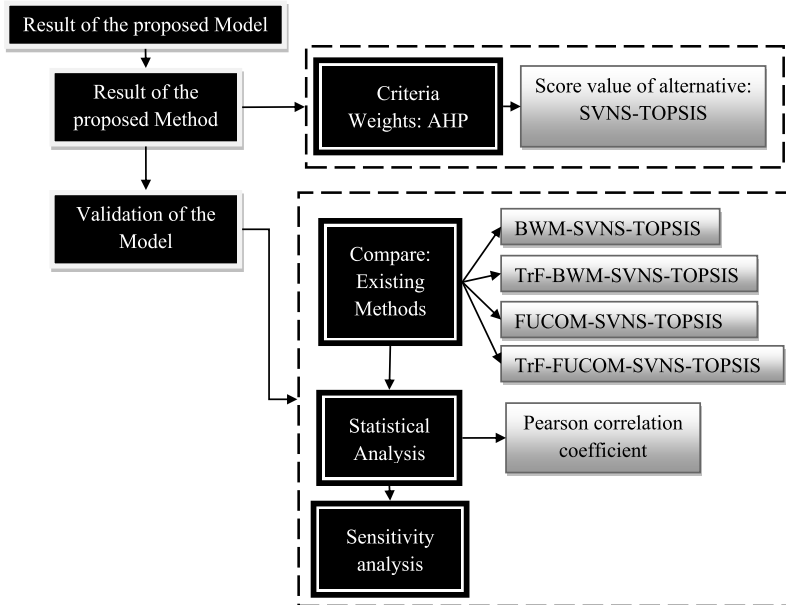 Result of the proposed Model
Result of the
proposed Method
Criteria
Weights: AHP
Score value of alternative:
SVNS-TOPSIS
Validation of the
Model
Compare:
Existing
Methods
BWM-SVNS-TOPSIS
TrF-BWM-SVNS-TOPSIS
FUCOM-SVNS-TOPSIS
TrF-FUCOM-SVNS-TOPSIS
Statistical
Analysis
Pearson correlation
coefficient
Sensitivity
analysis